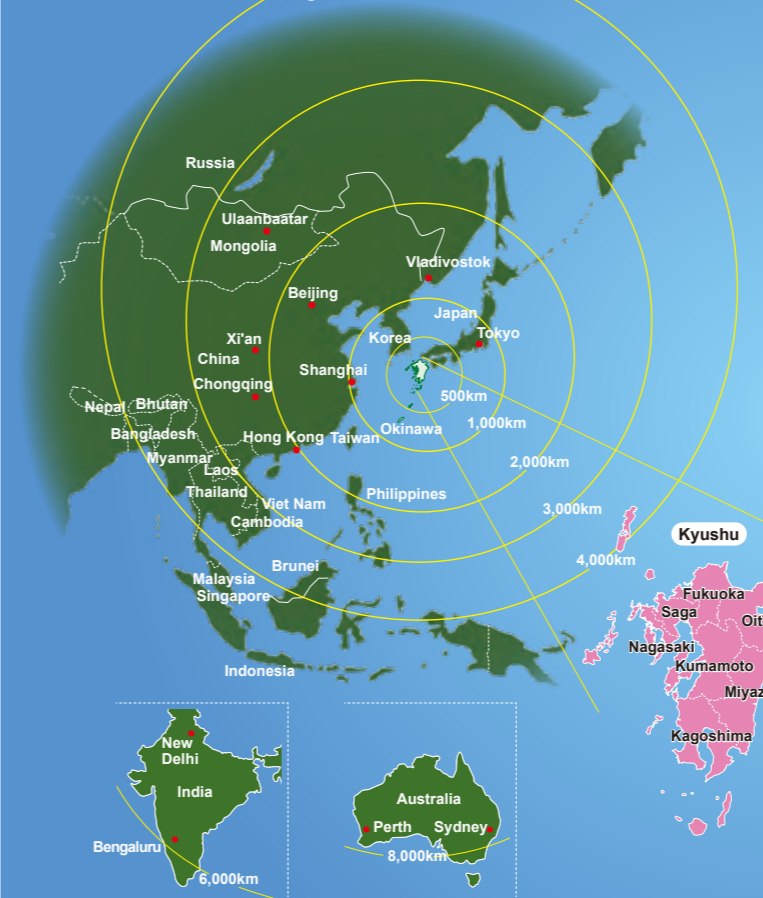 Russia
Ulaanbaatar
Mongolia
Vladivostok
Beijing
Japan
Tokyo
Korea
Xi'an
China
Shanghai
Chongqing
500km
Nepal
Bhutan
1,000km
Okinawa
Bangladesh
Hong Kong
Taiwan
Myanmar
2,000km
Laos
Thailand
Philippines
Viet Nam
3,000km
Cambodia
Kyushu
4,000km
Brunei
Malaysia
Singapore
Fukuoka
Saga
Oit
Nagasaki
Kumamoto
Indonesia
Miyaz
Kagoshima
New
Delhi
India
Australia
Perth
Sydney
Bengaluru
8,000km
6,000km